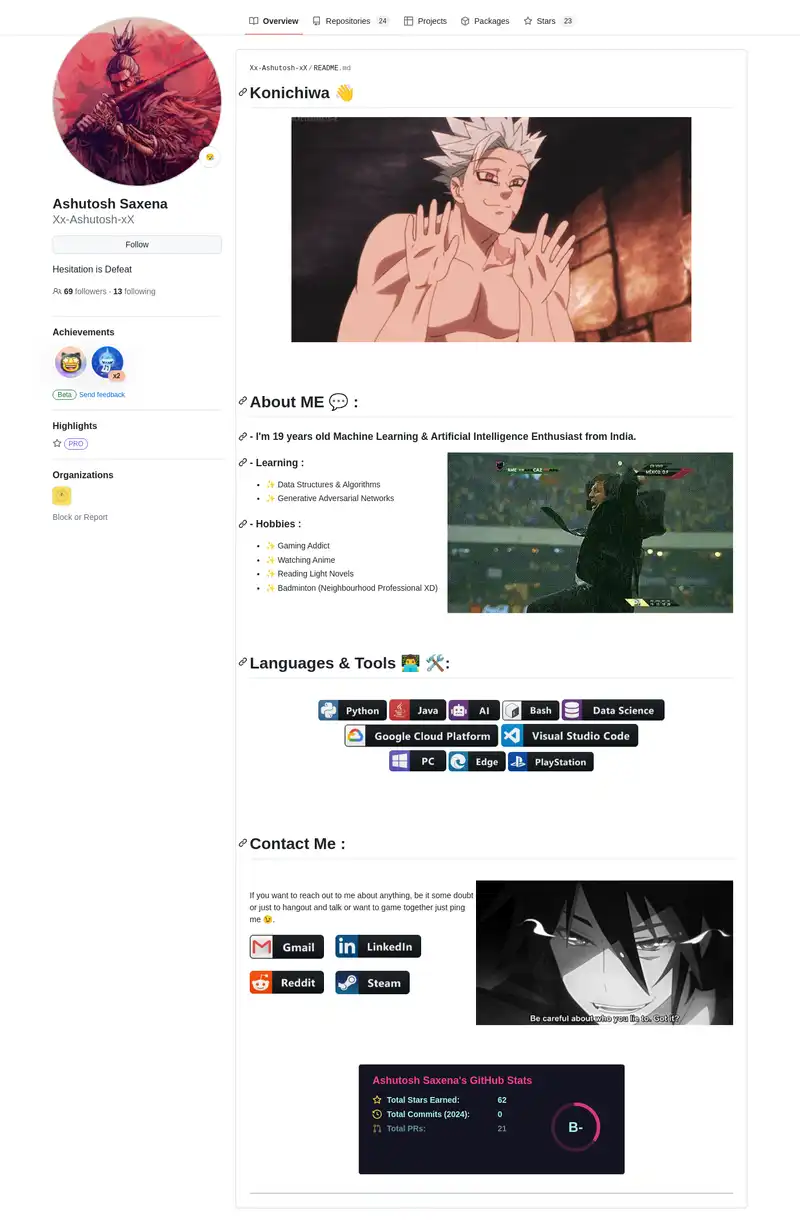 Overview
Repositories 24
Projects
Packages
Stars 23
Ashutosh Saxena
Xx-Ashutosh-xX
Follow
Hesitation is Defeat
69 followers · 13 following
Achievements
x2
Beta Send feedback
Highlights
PRO
Organizations
Block or Report
Xx-Ashutosh-xX/README.md
Konichiwa 👋
About ME 💬 :
- I'm 19 years old Machine Learning & Artificial Intelligence Enthusiast from India.
- Learning :
• ✨ Data Structures & Algorithms
• ✨ Generative Adversarial Networks
- Hobbies :
• ✨ Gaming Addict
• ✨ Watching Anime
• ✨ Reading Light Novels
• ✨ Badminton (Neighbourhood Professional XD)
Languages & Tools 👨‍💻 🛠️:
Python
Java
AI
Bash
Data Science
Google Cloud Platform
Visual Studio Code
PC
Edge
PlayStation
Contact Me :
If you want to reach out to me about anything, be it some doubt
or just to hangout and talk or want to game together just ping
me 😉.
Gmail
LinkedIn
Reddit
Steam
Be careful about who you lie to. Got it?
Ashutosh Saxena's GitHub Stats
Total Stars Earned: 62
Total Commits (2024): 0
Total PRs: 21
B-